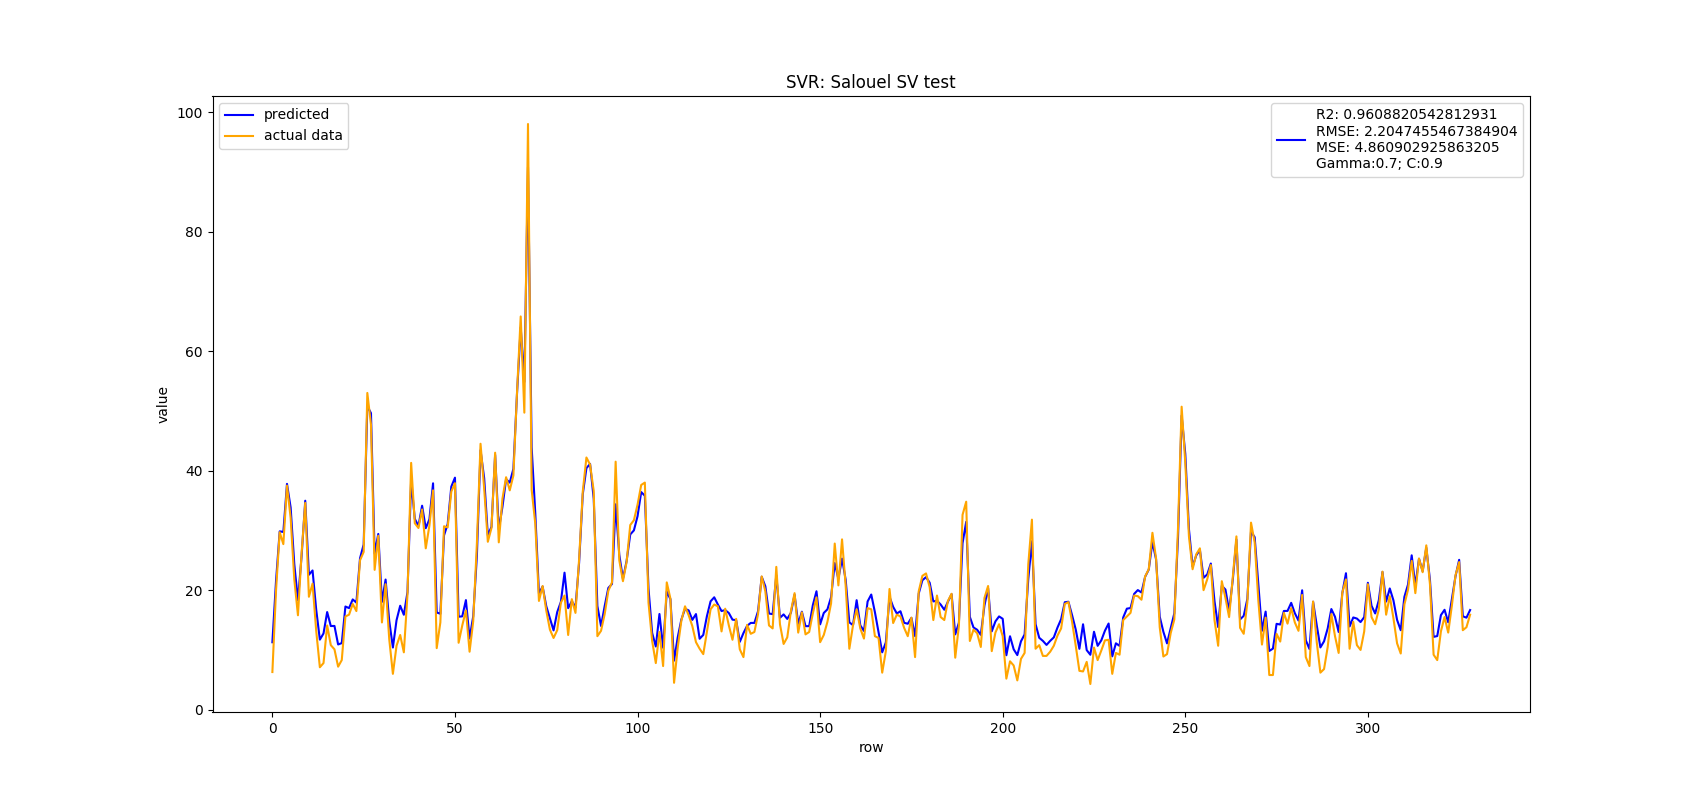 SVR: Salouel SV test
predicted
actual data
R2: 0.9608820542812931
RMSE: 2.2047455467384904
MSE: 4.860902925863205
Gamma:0.7; C:0.9
100
80
60
40
20
0
value
0 50 100 150 200 250 300
row